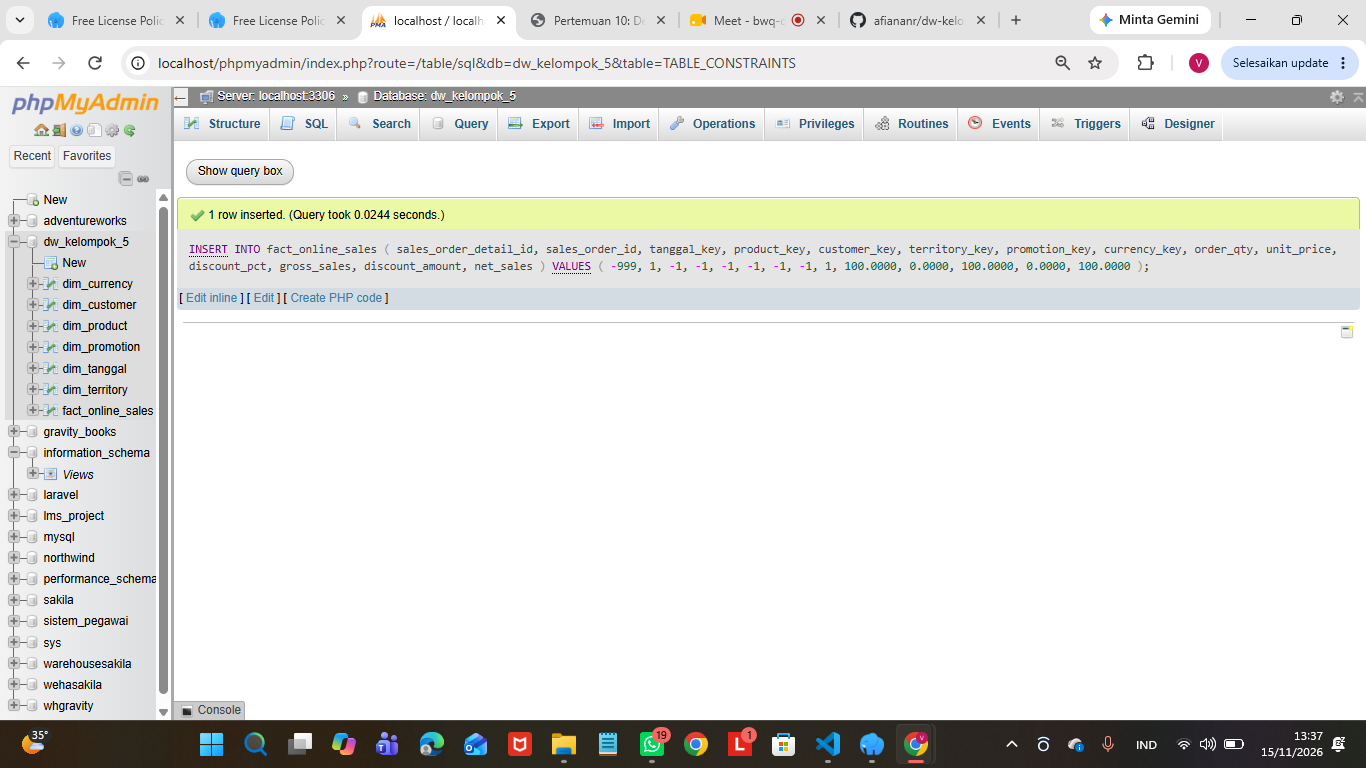 Free License Polic
Free License Polic
localhost / localh
Pertemuan 10: De
Meet - bwq-c
afianann/dw-kelo
Minta Gemini
localhost/phpmyadmin/index.php?route=/table/sql&db=dw_kelompok_5&table=TABLE_CONSTRAINTS
V
Selesaikan update
phpMyAdmin
Recent
Favorites
New
adventureworks
dw_kelompok_5
New
dim_currency
dim_customer
dim_product
dim_promotion
dim_tanggal
dim_territory
fact_online_sales
gravity_books
information_schema
Views
laravel
lms_project
mysql
northwind
performance_schema
sakila
sistem_pegawai
sys
warehousesakila
wehasakila
whgravity
Server: localhost:3306 » Database: dw_kelompok_5
Structure
SQL
Search
Query
Export
Import
Operations
Privileges
Routines
Events
Triggers
Designer
Show query box
1 row inserted. (Query took 0.0244 seconds.)
INSERT INTO fact_online_sales ( sales_order_detail_id, sales_order_id, tanggal_key, product_key, customer_key, territory_key, promotion_key, currency_key, order_qty, unit_price,
discount_pct, gross_sales, discount_amount, net_sales ) VALUES ( -999, 1, -1, -1, -1, -1, -1, -1, 1, 100.0000, 0.0000, 100.0000, 0.0000, 100.0000 );
[ Edit inline ] [ Edit ] [ Create PHP code ]
Console
35°
19
1
IND
13:37
15/11/2026